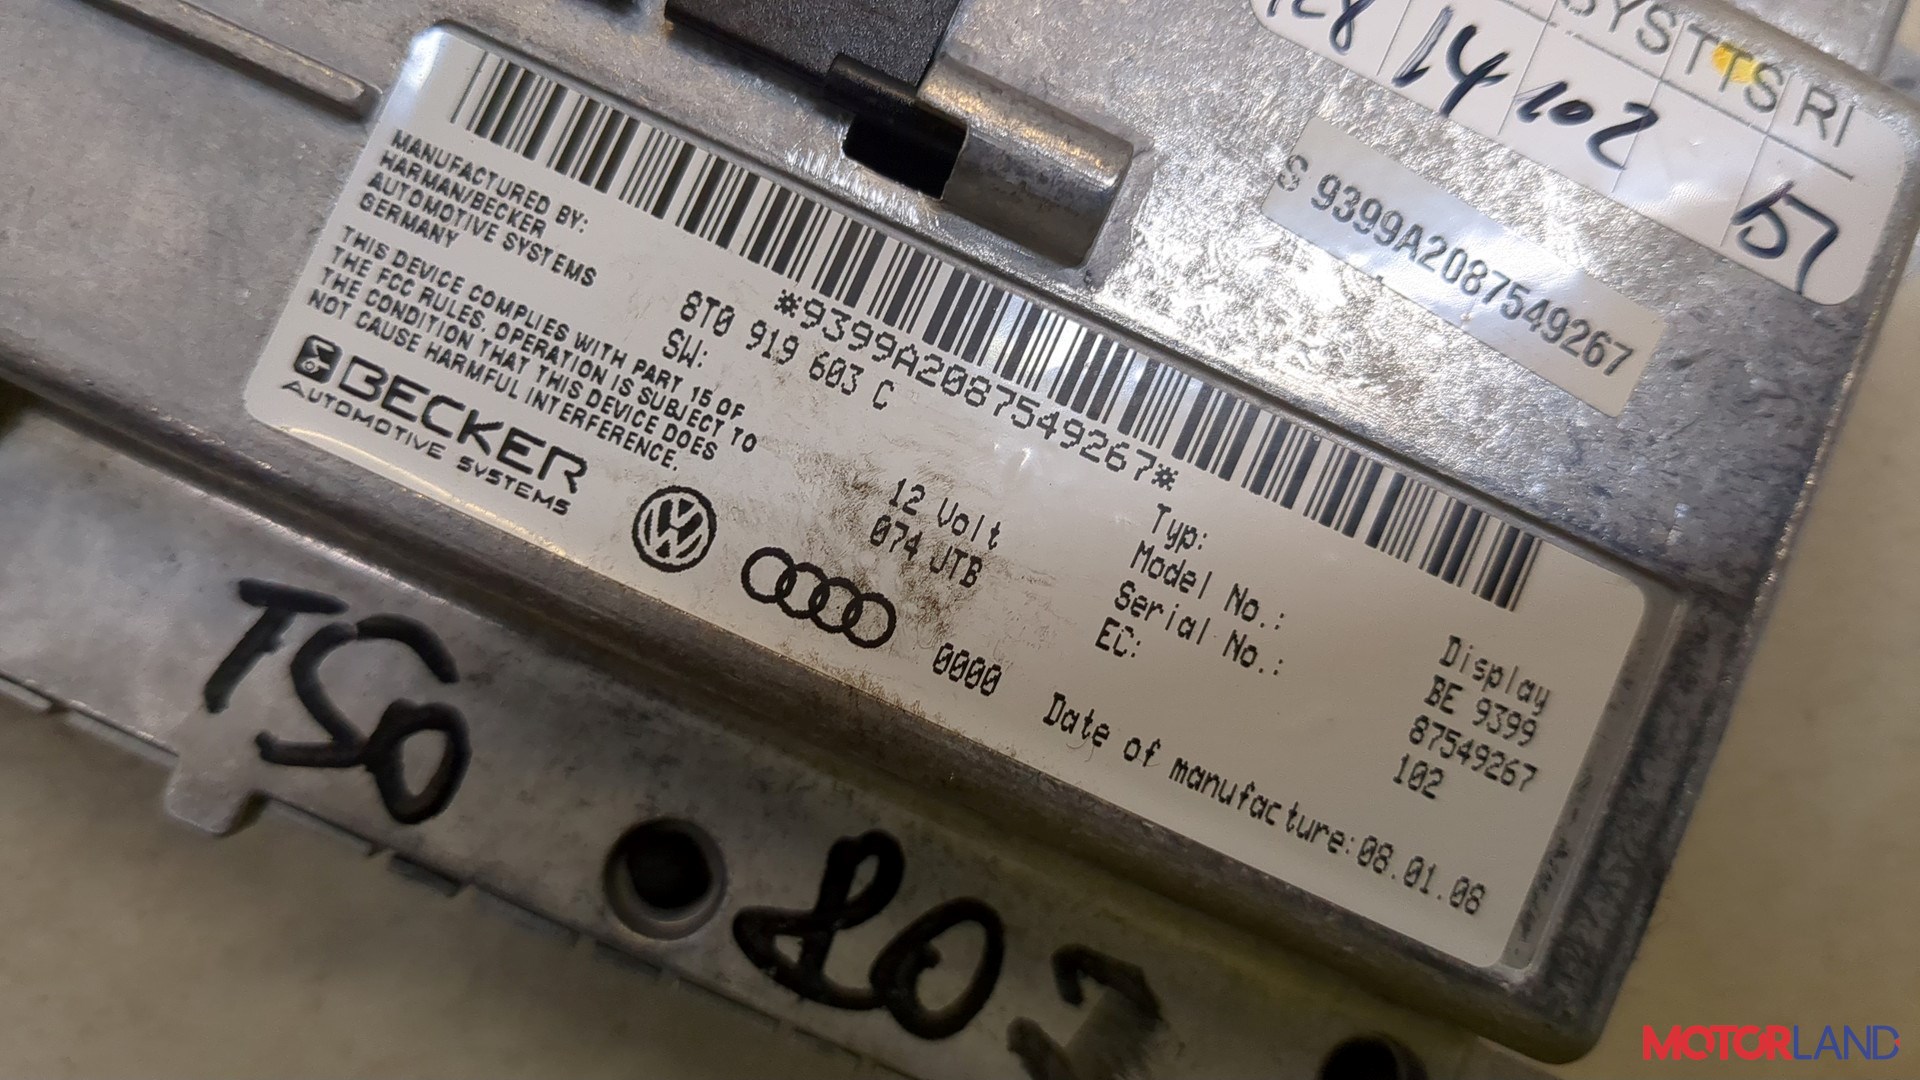 SYSTTS RI
14 102
57
S 9399A2087549267
MANUFACTURED BY:
HARMAN/BECKER
AUTOMOTIVE SYSTEMS
GERMANY
THIS DEVICE COMPLIES WITH PART 15 OF
THE FCC RULES, OPERATION IS SUBJECT TO
THE CONDITION THAT THIS DEVICE DOES
NOT CAUSE HARMFUL INTERFERENCE.
BECKER
AUTOMOTIVE SYSTEMS
*9399A2087549267*
8T0 919 603 C
SW:
12 Volt
074 UTB
0000
Typ: Display
Model No.: BE 9399
Serial No.: 87549267
EC: 102
Date of manufacture:08.01.08
MOTORLAND